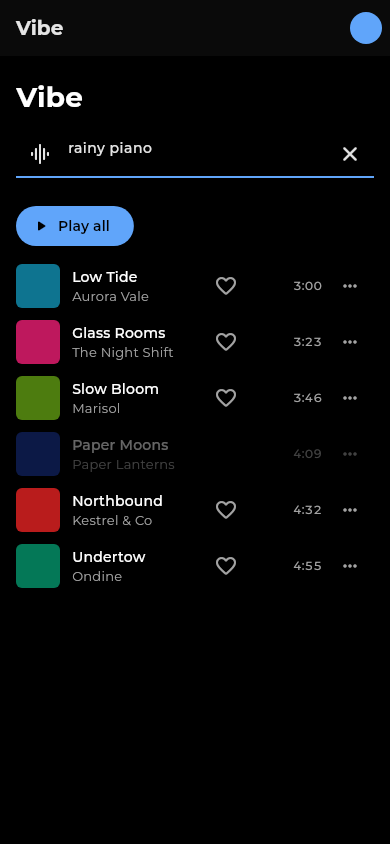 Vibe
Vibe
rainy piano
Play all
Low Tide
Aurora Vale
3:00
Glass Rooms
The Night Shift
3:23
Slow Bloom
Marisol
3:46
Paper Moons
Paper Lanterns
4:09
Northbound
Kestrel & Co
4:32
Undertow
Ondine
4:55